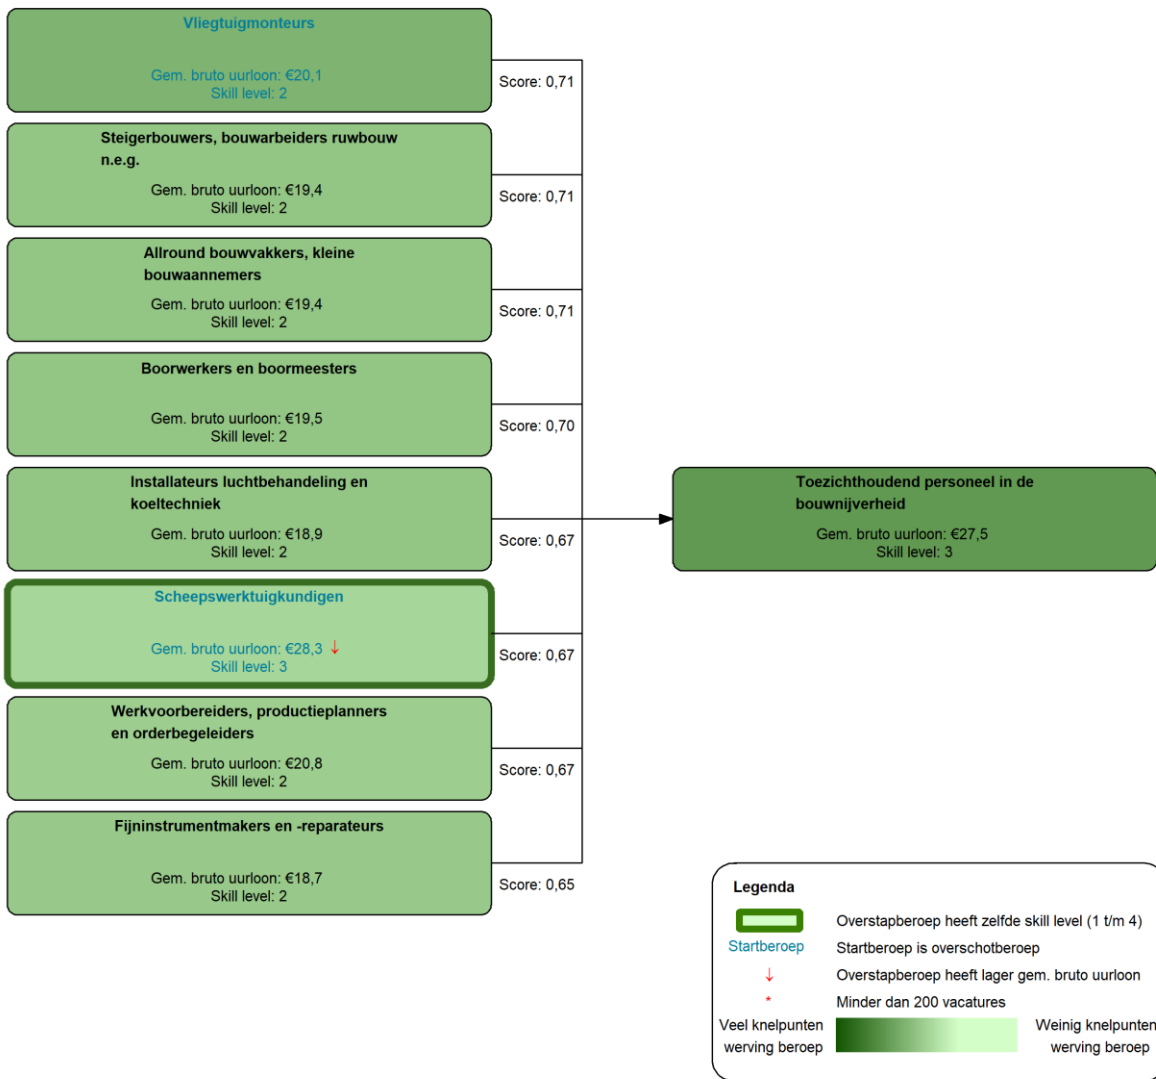 Vliegtuigmonteurs
Gem. bruto uurloon: €20,1
Skill level: 2
Score: 0,71
Steigerbouwers, bouwarbeiders ruwbouw
n.e.g.
Gem. bruto uurloon: €19,4
Skill level: 2
Score: 0,71
Allround bouwvakkers, kleine
bouwaannemers
Gem. bruto uurloon: €19,4
Skill level: 2
Score: 0,71
Boorwerkers en boormeesters
Gem. bruto uurloon: €19,5
Skill level: 2
Score: 0,70
Installateurs luchtbehandeling en
koeltechniek
Gem. bruto uurloon: €18,9
Skill level: 2
Score: 0,67
Scheepswerktuigkundigen
Gem. bruto uurloon: €28,3 ↓
Skill level: 3
Score: 0,67
Werkvoorbereiders, productieplanners
en orderbegeleiders
Gem. bruto uurloon: €20,8
Skill level: 2
Score: 0,67
Fijninstrumentmakers en -reparateurs
Gem. bruto uurloon: €18,7
Skill level: 2
Score: 0,65
Toezichthoudend personeel in de
bouwnijverheid
Gem. bruto uurloon: €27,5
Skill level: 3
Legenda
Overstapberoep heeft zelfde skill level (1 t/m 4)
Startberoep Startberoep is overschotberoep
↓ Overstapberoep heeft lager gem. bruto uurloon
* Minder dan 200 vacatures
Veel knelpunten
werving beroep
Weinig knelpunten
werving beroep